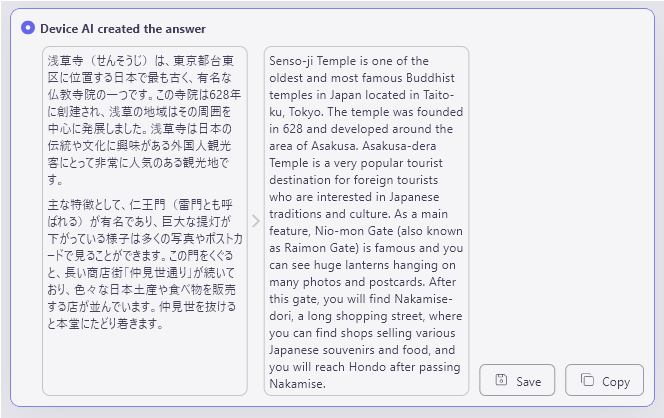 Device AI created the answer
浅草寺（せんそうじ）は、東京都台東
区に位置する日本で最も古く、有名な
仏教寺院の一つです。この寺院は628年
に創建され、浅草の地域はその周囲を
中心に発展しました。浅草寺は日本の
伝統や文化に興味がある外国人観光
客にとって非常に人気のある観光地で
す。
主な特徴として、仁王門（雷門とも呼
ばれる）が有名であり、巨大な提灯が
下がっている様子は多くの写真やポストカ
ードで見ることができます。この門をくぐる
と、長い商店街「仲見世通り」が続いて
おり、色々な日本土産や食べ物を販売
する店が並んでいます。仲見世を抜ける
と本堂にたどり着きます。
Senso-ji Temple is one of the
oldest and most famous Buddhist
temples in Japan located in Taito-
ku, Tokyo. The temple was founded
in 628 and developed around the
area of Asakusa. Asakusa-dera
Temple is a very popular tourist
destination for foreign tourists
who are interested in Japanese
traditions and culture. As a main
feature, Nio-mon Gate (also known
as Raimon Gate) is famous and you
can see huge lanterns hanging on
many photos and postcards. After
this gate, you will find Nakamise-
dori, a long shopping street, where
you can find shops selling various
Japanese souvenirs and food, and
you will reach Hondo after passing
Nakamise.
Save
Copy